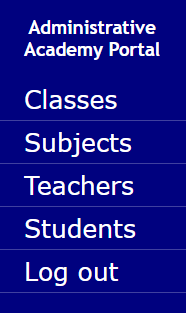 Administrative
Academy Portal
Classes
Subjects
Teachers
Students
Log out